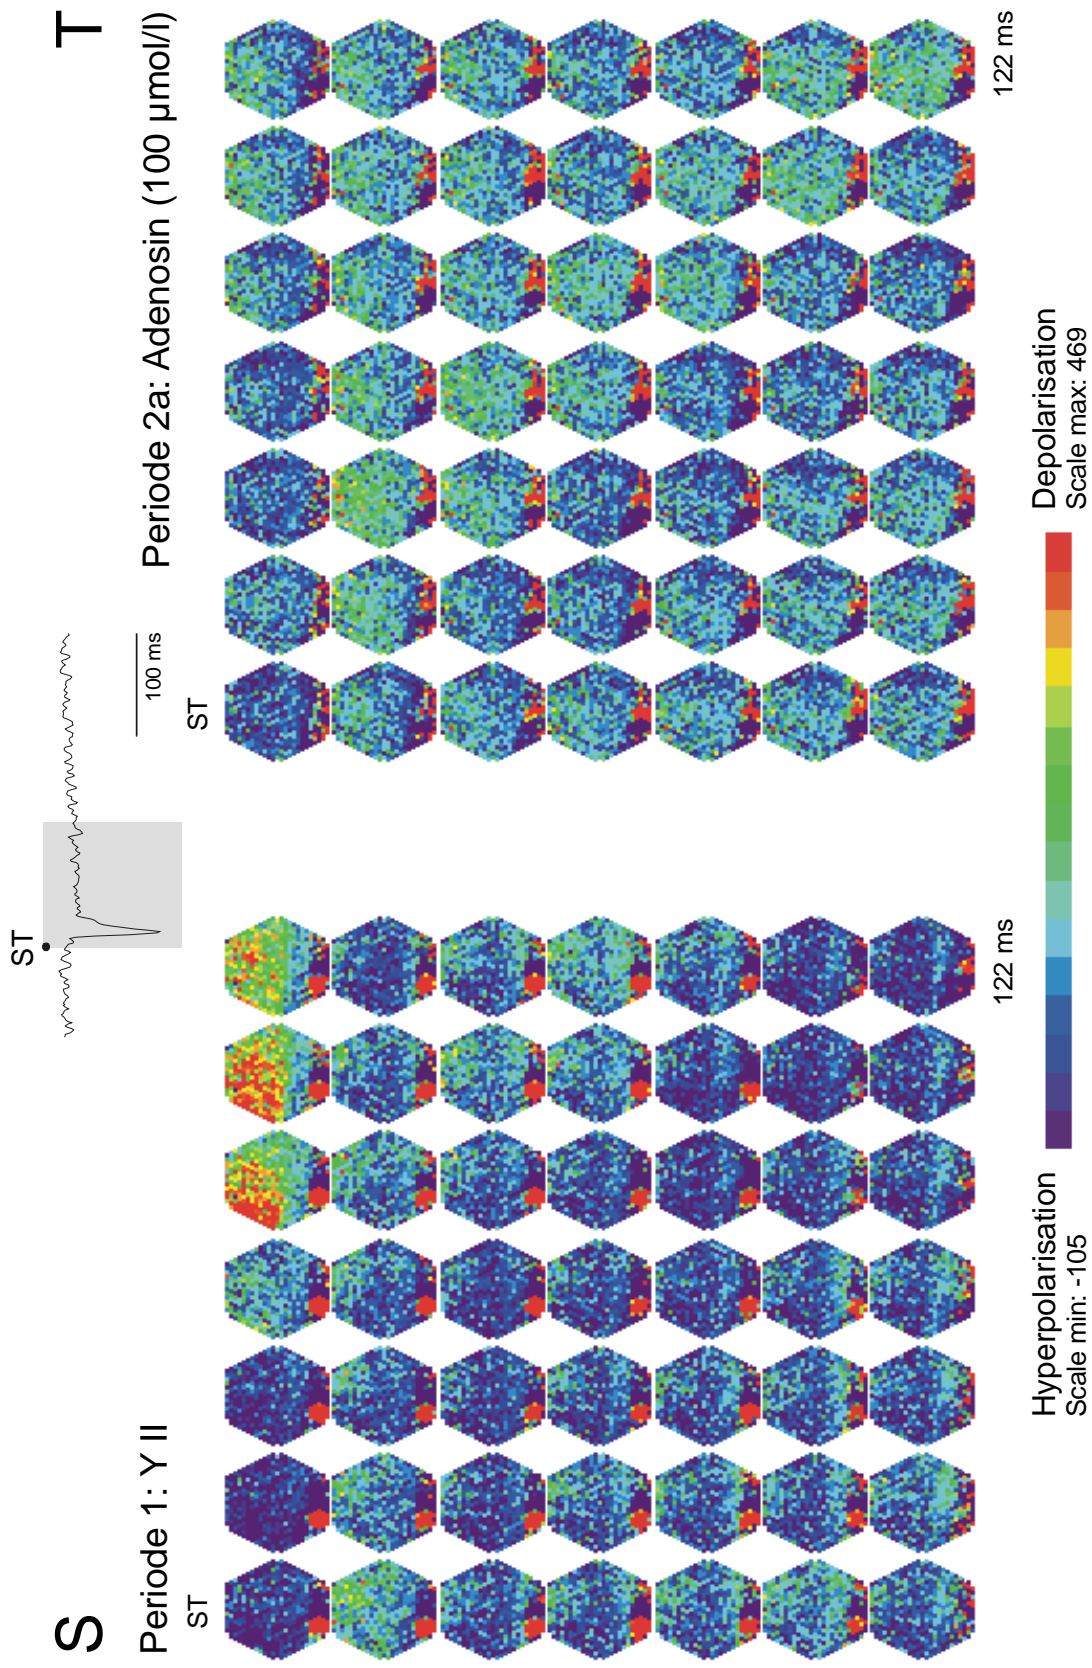 S
Periode 1: Y II
ST
122 ms
ST
100 ms
T
Periode 2a: Adenosin (100 µmol/l)
ST
122 ms
Hyperpolarisation
Scale min: -105
Depolarisation
Scale max: 469